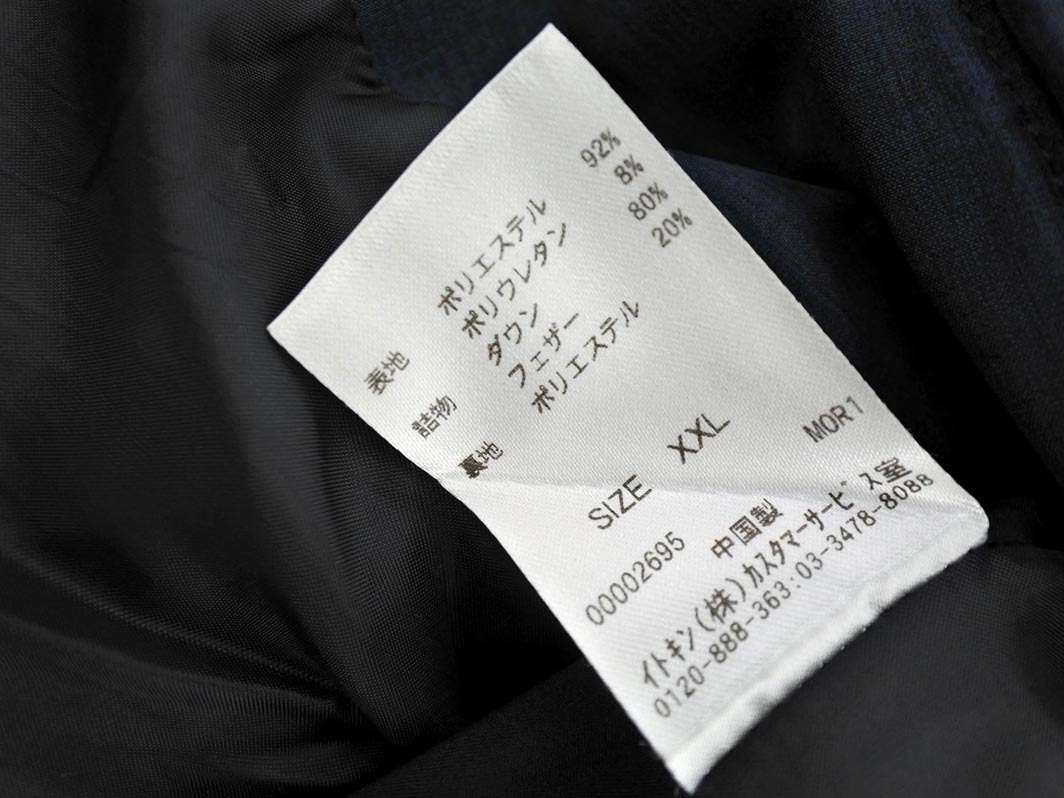 表地 ポリエステル 92%
ポリウレタン 8%
詰物 ダウン 80%
フェザー 20%
裏地 ポリエステル
SIZE XXL
00002695 中国製 MOR1
イトキン(株)カスタマーサービス室
0120-888-363:03-3478-8088